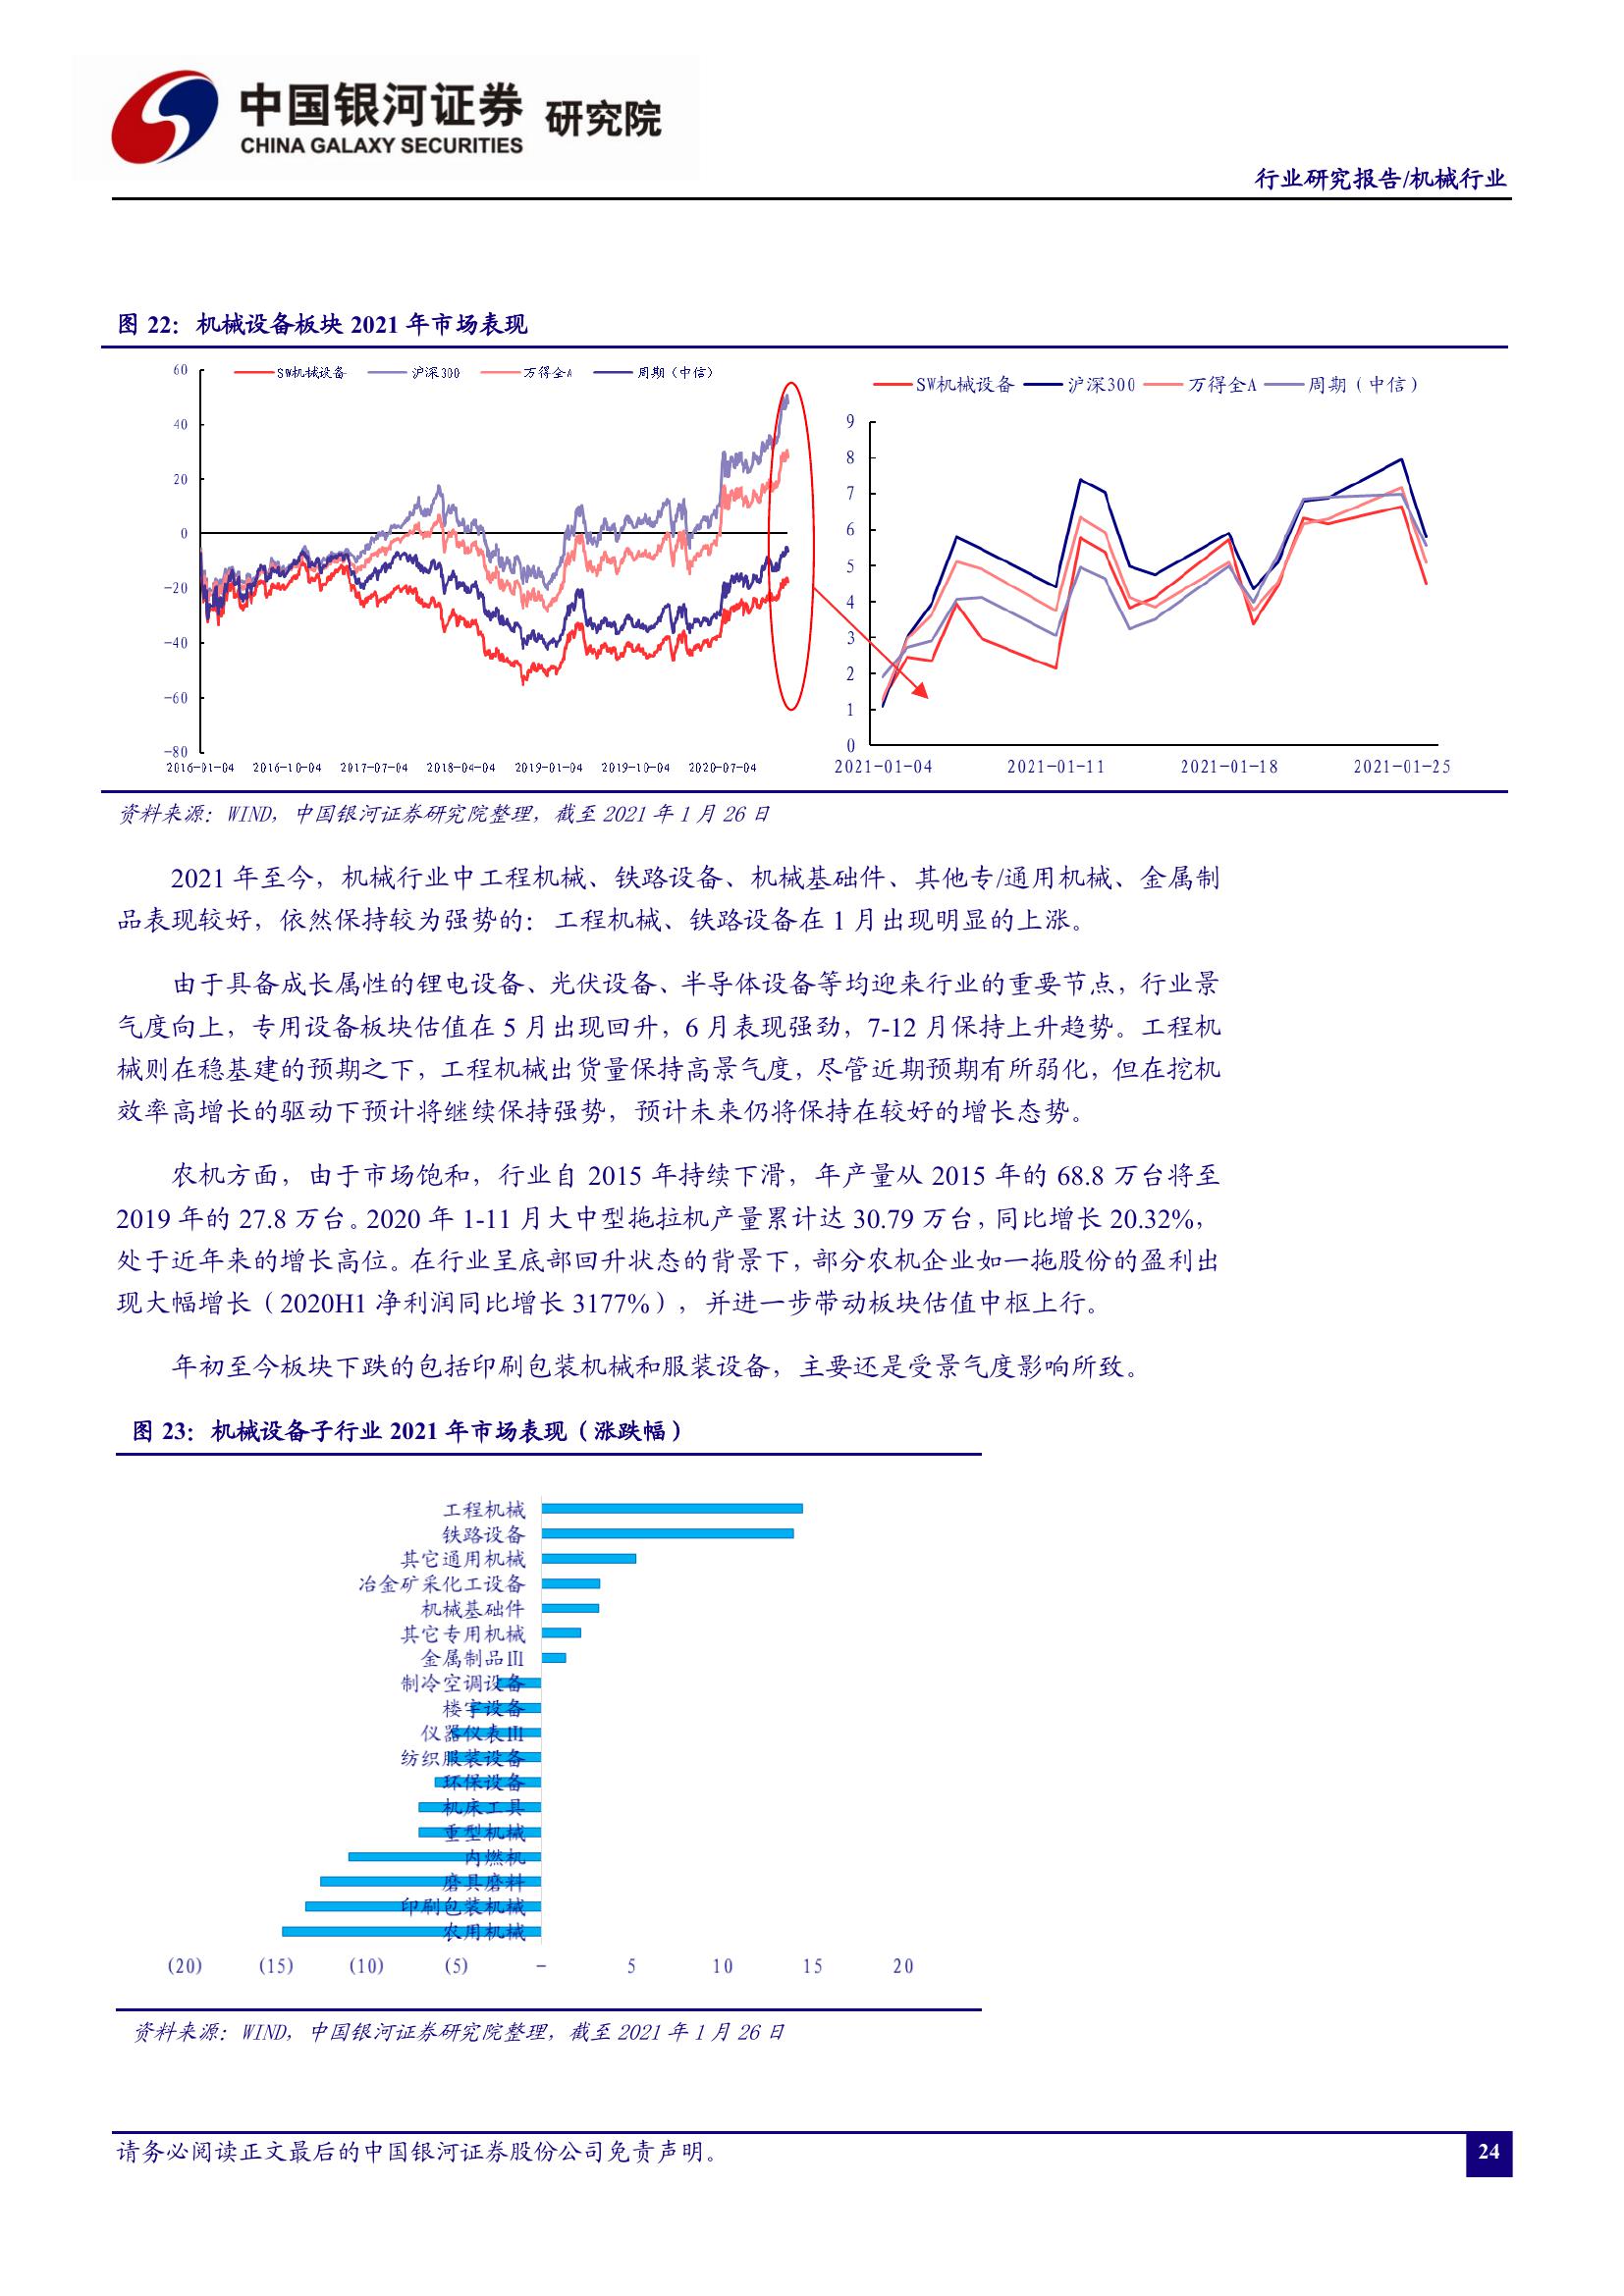 中国银河证券 研究院
CHINA GALAXY SECURITIES
行业研究报告/机械行业
图 22：机械设备板块 2021 年市场表现
SW机械设备 沪深300 万得全A 周期（中信）
60
40
20
0
-20
-40
-60
-80
2016-01-04 2016-10-04 2017-07-04 2018-04-04 2019-01-04 2019-10-04 2020-07-04
SW机械设备 沪深300 万得全A 周期（中信）
9
8
7
6
5
4
3
2
1
0
2021-01-04 2021-01-11 2021-01-18 2021-01-25
资料来源：WIND，中国银河证券研究院整理，截至 2021 年 1 月 26 日
2021 年至今，机械行业中工程机械、铁路设备、机械基础件、其他专/通用机械、金属制
品表现较好，依然保持较为强势的：工程机械、铁路设备在 1 月出现明显的上涨。
由于具备成长属性的锂电设备、光伏设备、半导体设备等均迎来行业的重要节点，行业景
气度向上，专用设备板块估值在 5 月出现回升，6 月表现强劲，7-12 月保持上升趋势。工程机
械则在稳基建的预期之下，工程机械出货量保持高景气度，尽管近期预期有所弱化，但在挖机
效率高增长的驱动下预计将继续保持强势，预计未来仍将保持在较好的增长态势。
农机方面，由于市场饱和，行业自 2015 年持续下滑，年产量从 2015 年的 68.8 万台将至
2019 年的 27.8 万台。2020 年 1-11 月大中型拖拉机产量累计达 30.79 万台，同比增长 20.32%，
处于近年来的增长高位。在行业呈底部回升状态的背景下，部分农机企业如一拖股份的盈利出
现大幅增长（2020H1 净利润同比增长 3177%），并进一步带动板块估值中枢上行。
年初至今板块下跌的包括印刷包装机械和服装设备，主要还是受景气度影响所致。
图 23：机械设备子行业 2021 年市场表现（涨跌幅）
工程机械
铁路设备
其它通用机械
冶金矿采化工设备
机械基础件
其它专用机械
金属制品Ⅲ
制冷空调设备
楼宇设备
仪器仪表Ⅲ
纺织服装设备
环保设备
机床工具
重型机械
内燃机
磨具磨料
印刷包装机械
农用机械
(20) (15) (10) (5) - 5 10 15 20
资料来源：WIND，中国银河证券研究院整理，截至 2021 年 1 月 26 日
请务必阅读正文最后的中国银河证券股份公司免责声明。
24